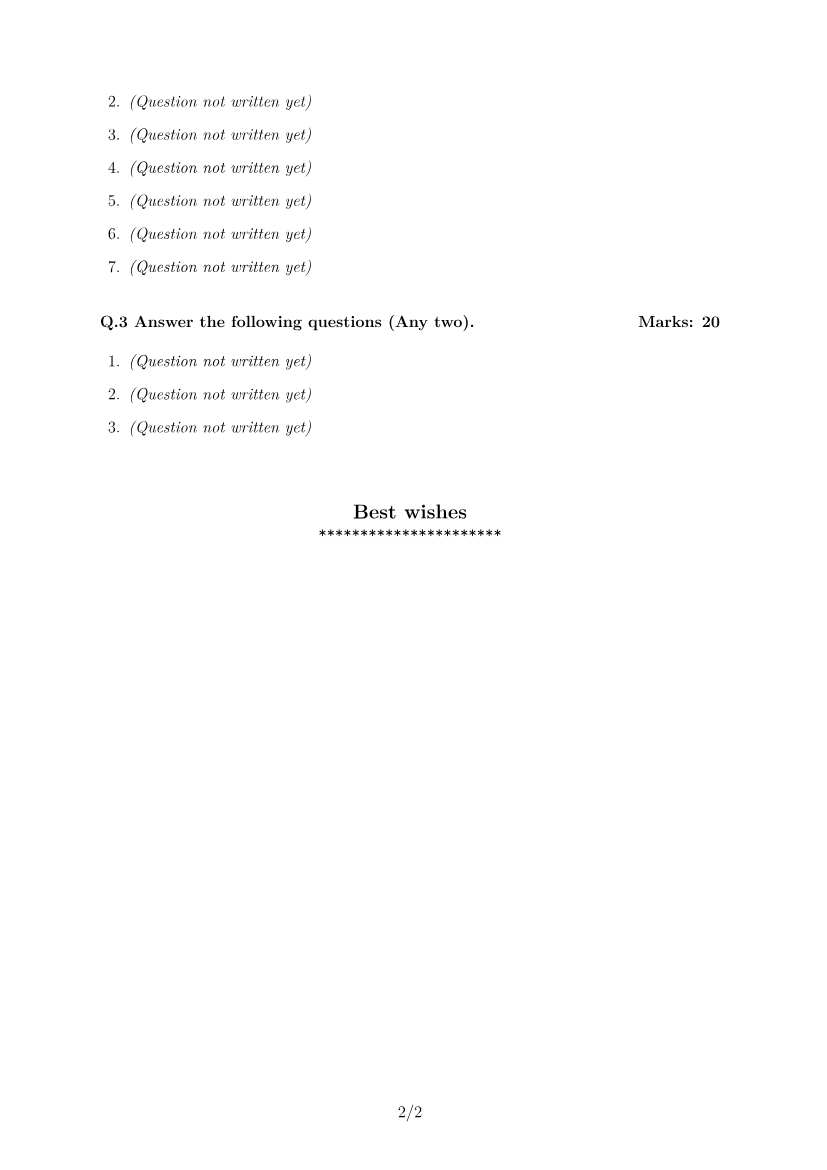 2. (Question not written yet)
3. (Question not written yet)
4. (Question not written yet)
5. (Question not written yet)
6. (Question not written yet)
7. (Question not written yet)
Q.3 Answer the following questions (Any two). Marks: 20
1. (Question not written yet)
2. (Question not written yet)
3. (Question not written yet)
Best wishes
**********************
2/2